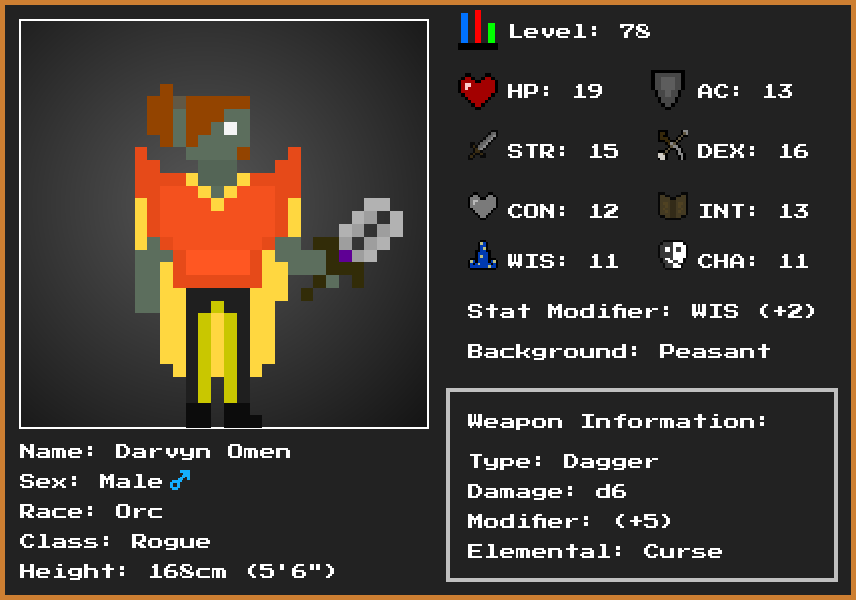 Level: 78
HP: 19 AC: 13
STR: 15 DEX: 16
CON: 12 INT: 13
WIS: 11 CHA: 11
Stat Modifier: WIS (+2)
Background: Peasant
Weapon Information:
Type: Dagger
Damage: d6
Modifier: (+5)
Elemental: Curse
Name: Darvyn Omen
Sex: Male♂
Race: Orc
Class: Rogue
Height: 168cm (5'6")